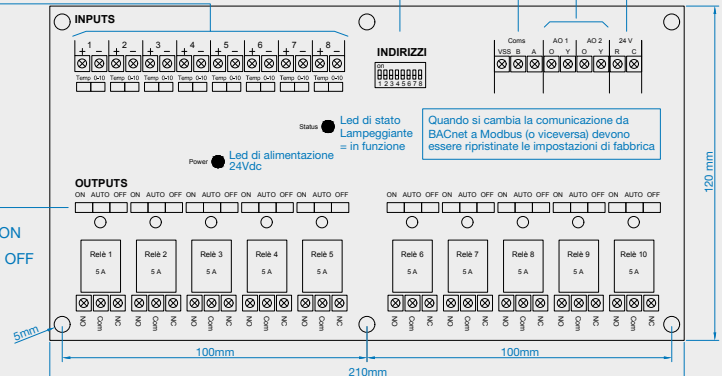 INPUTS
1 2 3 4 5 6 7 8
+ − + − + − + − + − + − + − + −
Temp 0-10 Temp 0-10 Temp 0-10 Temp 0-10 Temp 0-10 Temp 0-10 Temp 0-10 Temp 0-10
INDIRIZZI
on
1 2 3 4 5 6 7 8
Coms AO 1 AO 2 24 V
VSS B A O Y O Y R C
Status
Led di stato
Lampeggiante
= in funzione
Quando si cambia la comunicazione da
BACnet a Modbus (o viceversa) devono
essere ripristinate le impostazioni di fabbrica
Power
Led di alimentazione
24Vdc
120 mm
OUTPUTS
ON AUTO OFF ON AUTO OFF ON AUTO OFF ON AUTO OFF ON AUTO OFF ON AUTO OFF ON AUTO OFF ON AUTO OFF ON AUTO OFF ON AUTO OFF
ON
OFF
Relè 1 Relè 2 Relè 3 Relè 4 Relè 5 Relè 6 Relè 7 Relè 8 Relè 9 Relè 10
5 A 5 A 5 A 5 A 5 A 5 A 5 A 5 A 5 A 5 A
NO Com NC NO Com NC NO Com NC NO Com NC NO Com NC NO Com NC NO Com NC NO Com NC NO Com NC NO Com NC
5mm
100mm 100mm
210mm